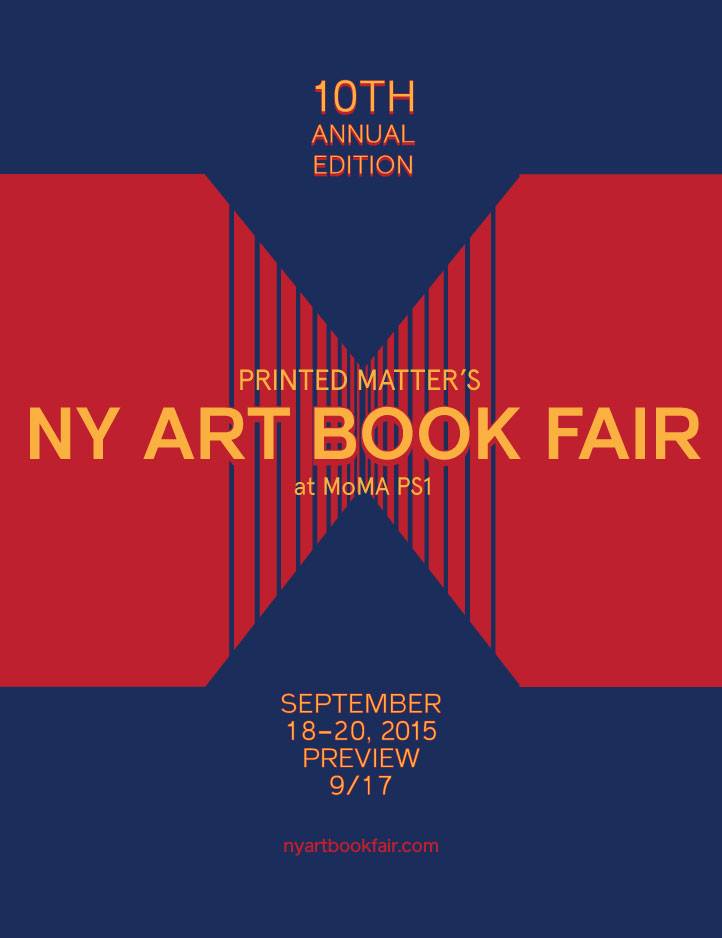 10TH
ANNUAL
EDITION
PRINTED MATTER'S
NY ART BOOK FAIR
at MoMA PS1
SEPTEMBER
18–20, 2015
PREVIEW
9/17
nyartbookfair.com